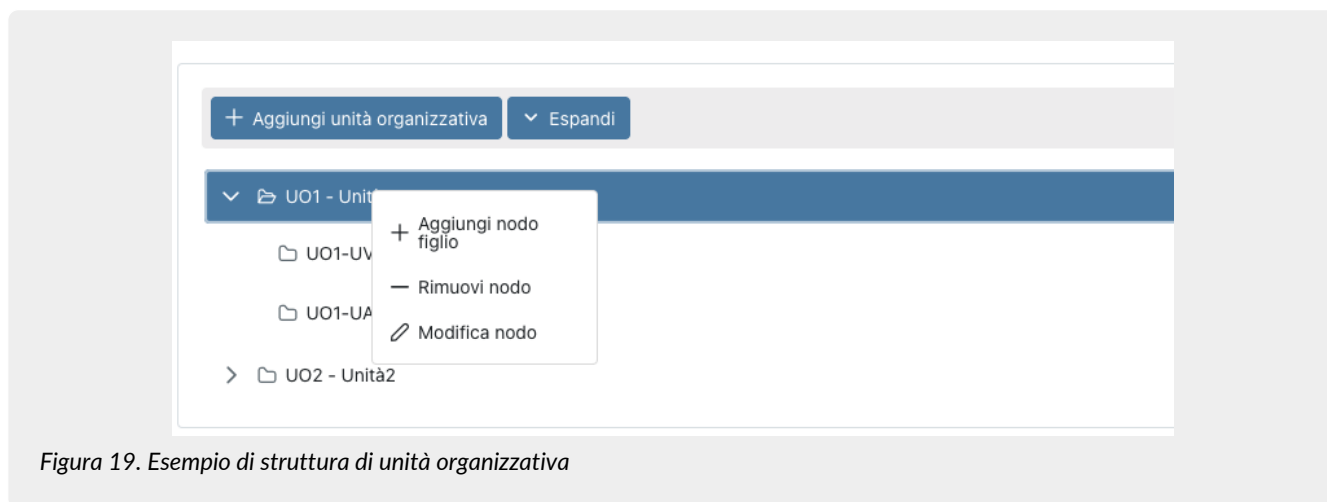 Aggiungi unità organizzativa Espandi
UO1 - Unit
Aggiungi nodo
figlio
UO1-UV
Rimuovi nodo
UO1-UA
Modifica nodo
UO2 - Unità2
Figura 19. Esempio di struttura di unità organizzativa